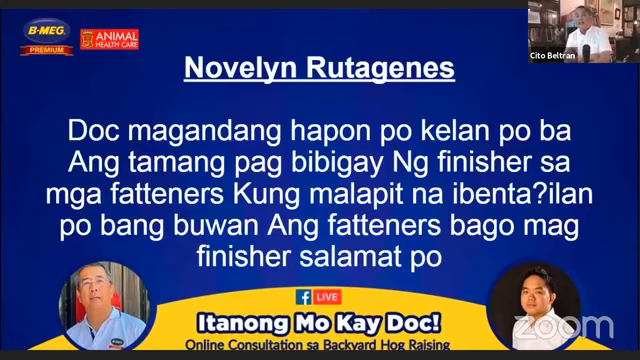 B-MEG
PREMIUM
ANIMAL
HEALTH CARE
Cito Beltran
Novelyn Rutagenes
Doc magandang hapon po kelan po ba
Ang tamang pag bibigay Ng finisher sa
mga fatteners Kung malapit na ibenta?ilan
po bang buwan Ang fatteners bago mag
finisher salamat po
f LIVE
Itanong Mo Kay Doc!
Online Consultation sa Backyard Hog Raising
zoom